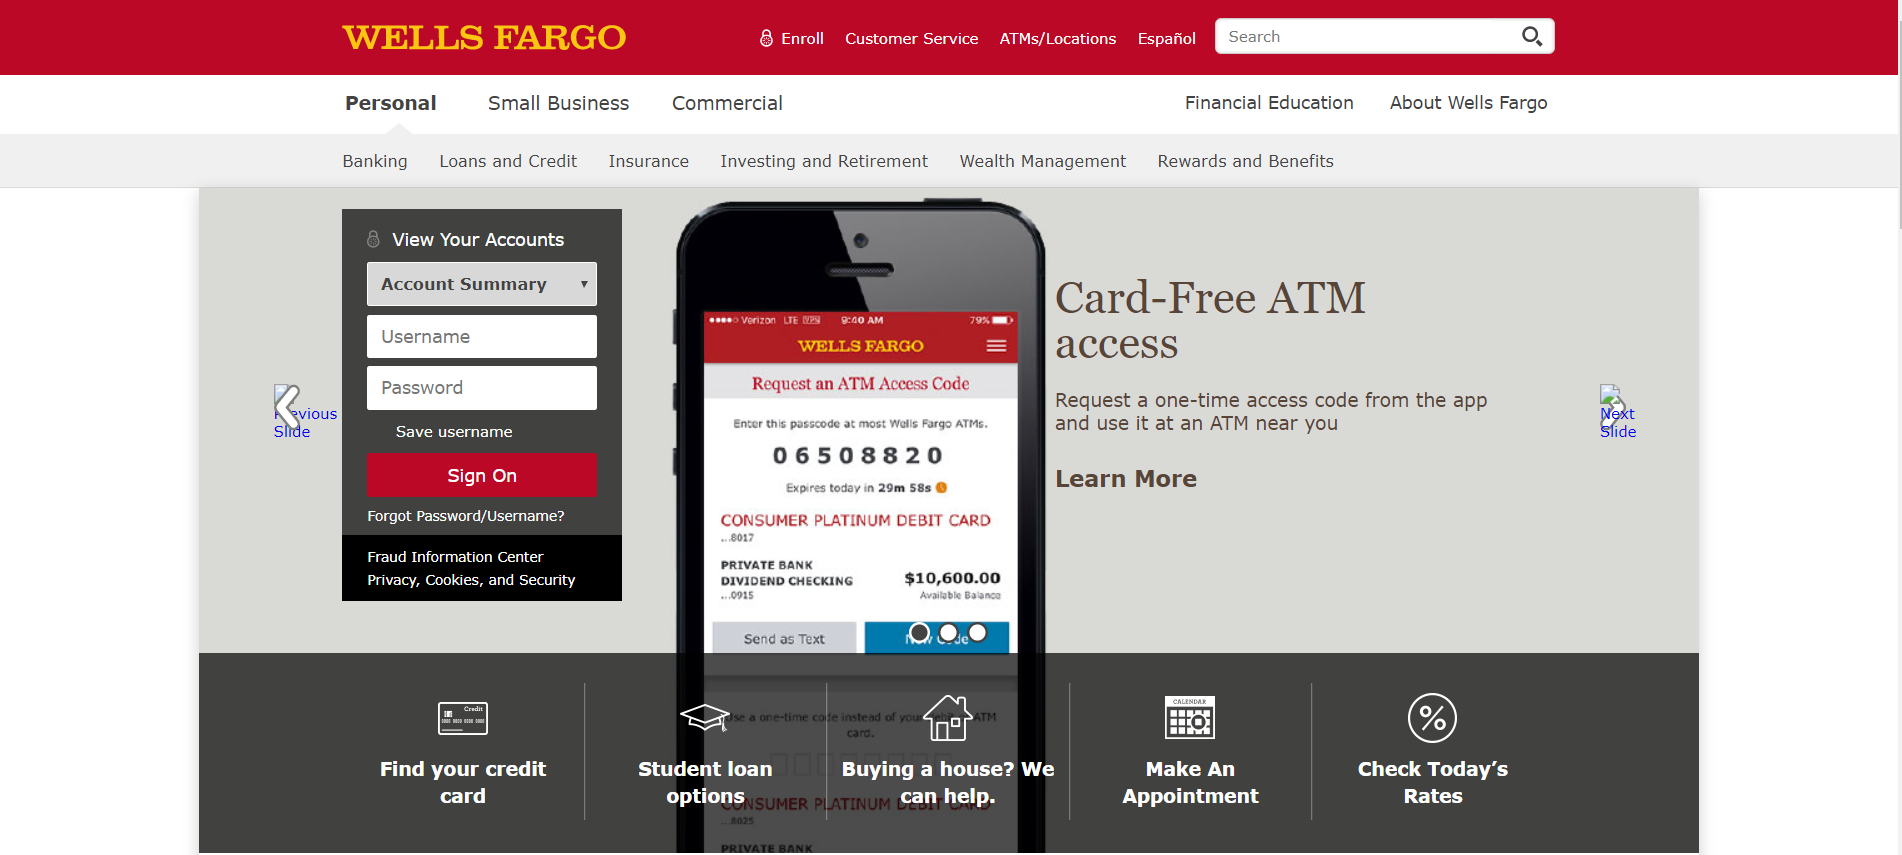 WELLS FARGO
Enroll
Customer Service
ATMs/Locations
Español
Search
Personal
Small Business
Commercial
Financial Education
About Wells Fargo
Banking
Loans and Credit
Insurance
Investing and Retirement
Wealth Management
Rewards and Benefits
View Your Accounts
Account Summary
Username
Password
Save username
Sign On
Forgot Password/Username?
Fraud Information Center
Privacy, Cookies, and Security
Previous
Slide
Verizon LTE VPN 9:40 AM 79%
WELLS FARGO
Request an ATM Access Code
Enter this passcode at most Wells Fargo ATMs.
06508820
Expires today in 29m 58s
CONSUMER PLATINUM DEBIT CARD
...8017
PRIVATE BANK
DIVIDEND CHECKING
$10,600.00
...0915
Available Balance
Send as Text
New Code
Card-Free ATM
access
Request a one-time access code from the app
and use it at an ATM near you
Learn More
Next
Slide
Use a one-time code instead of your debit or ATM
card.
CONSUMER PLATINUM DEBIT CARD
...8025
PRIVATE BANK
Credit
Find your credit
card
Student loan
options
Buying a house? We
can help.
CALENDAR
Make An
Appointment
%
Check Today's
Rates